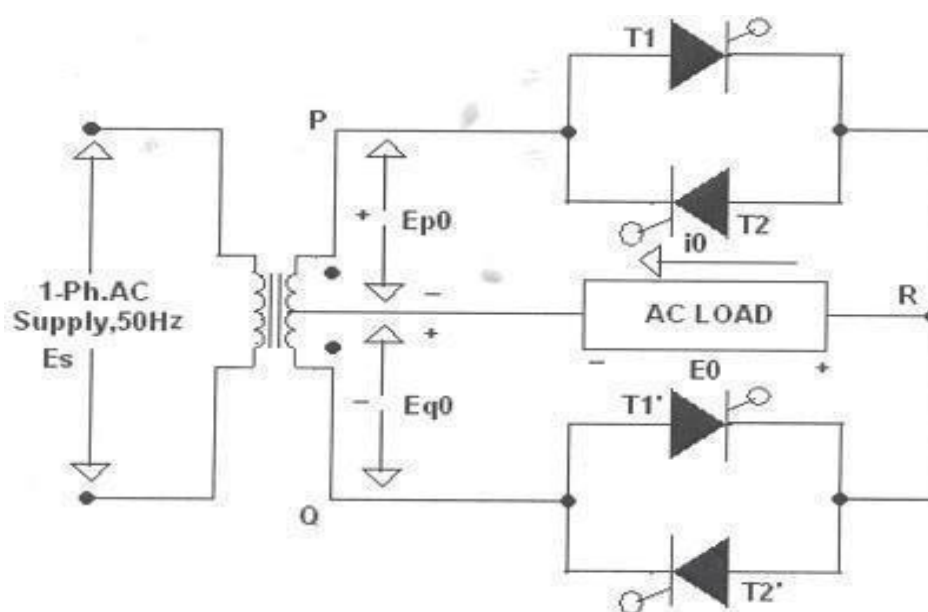 T1
P
+ Ep0
T2
i0
−
1-Ph.AC
Supply,50Hz
Es
+
AC LOAD
R
− E0 +
− Eq0
T1'
Q
T2'